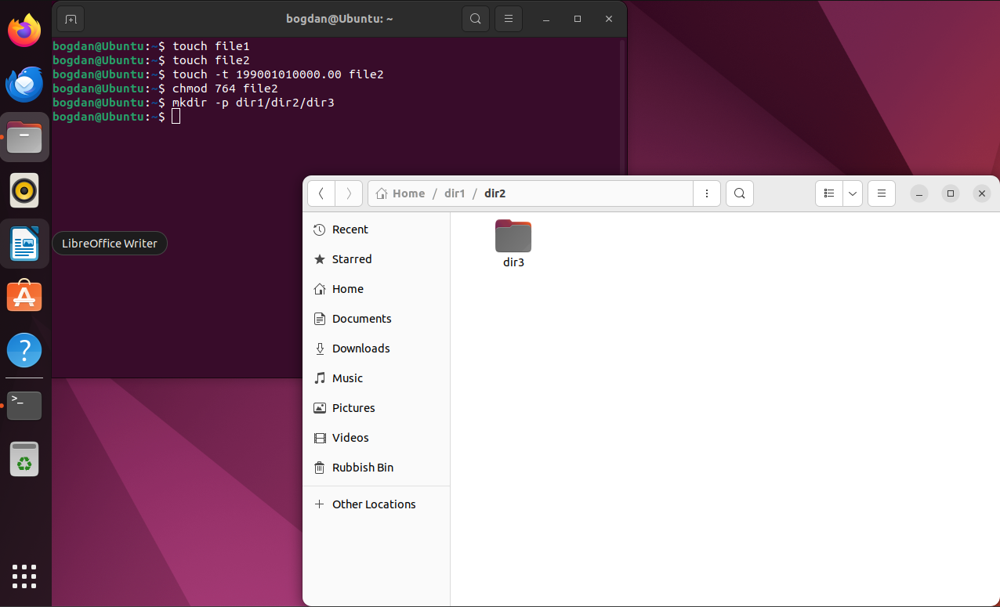 bogdan@Ubuntu: ~
bogdan@Ubuntu:~$ touch file1
bogdan@Ubuntu:~$ touch file2
bogdan@Ubuntu:~$ touch -t 199001010000.00 file2
bogdan@Ubuntu:~$ chmod 764 file2
bogdan@Ubuntu:~$ mkdir -p dir1/dir2/dir3
bogdan@Ubuntu:~$
Home / dir1 / dir2
LibreOffice Writer
Recent
Starred
Home
Documents
Downloads
Music
Pictures
Videos
Rubbish Bin
Other Locations
dir3
?
>_